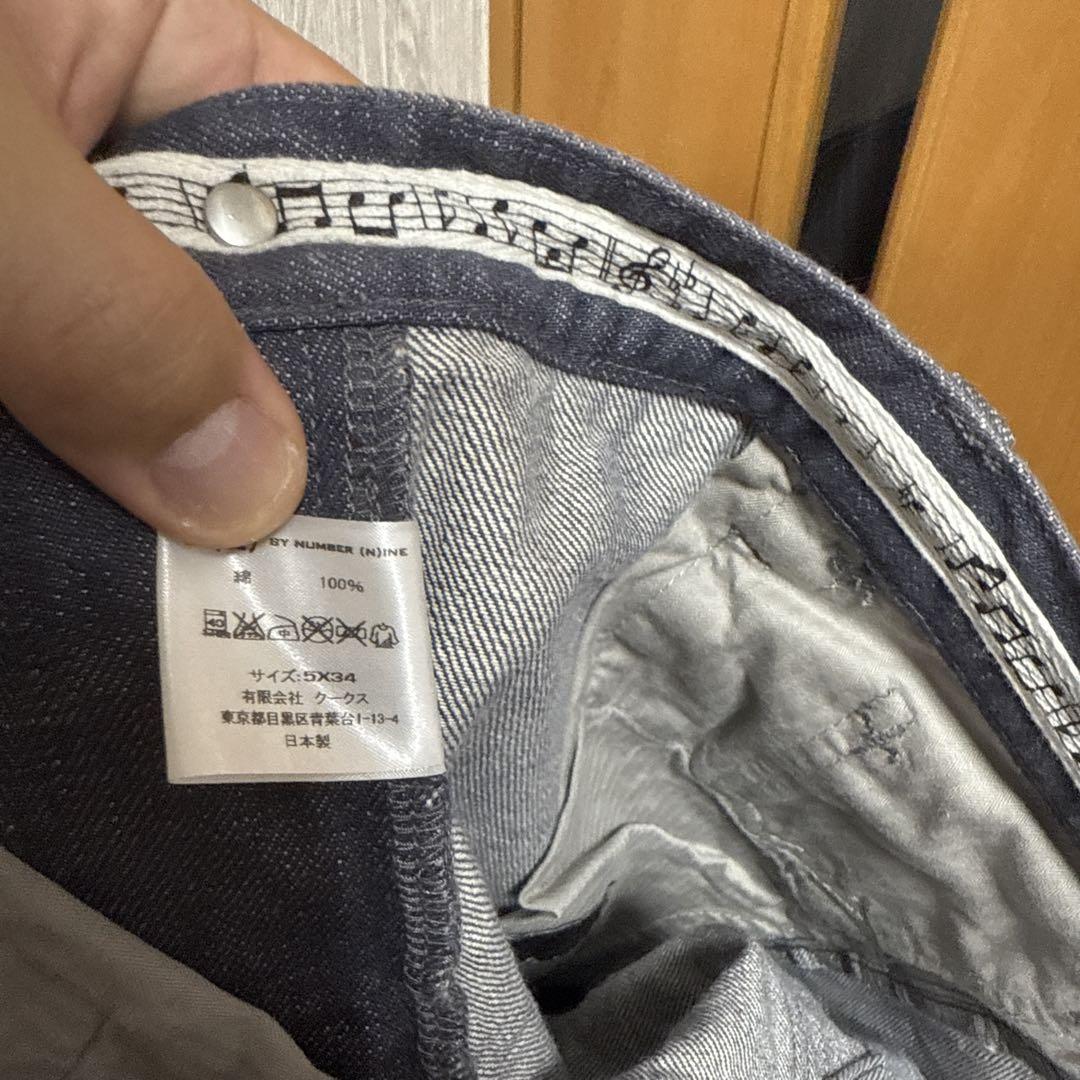 BY NUMBER (N)INE
綿 100%
40
サイズ:5X34
有限会社 クークス
東京都目黒区青葉台1-13-4
日本製